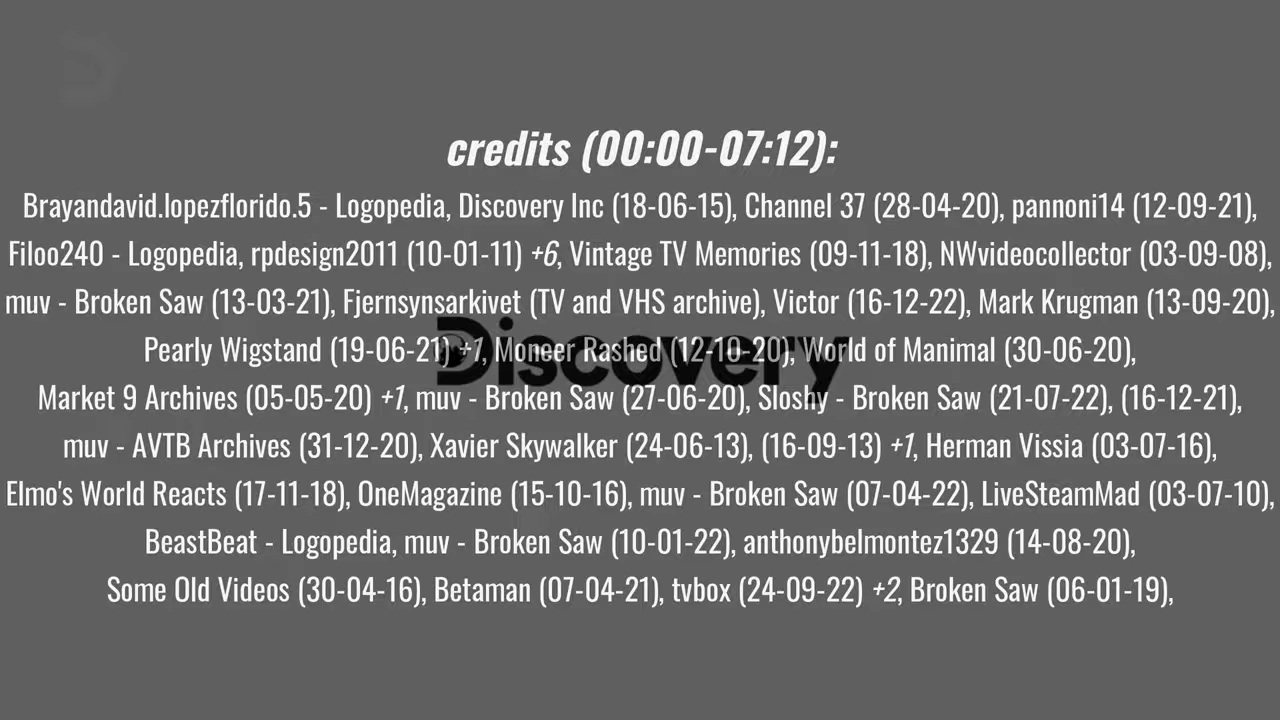 credits (00:00-07:12):
Brayandavid.lopezflorido.5 - Logopedia, Discovery Inc (18-06-15), Channel 37 (28-04-20), pannoni14 (12-09-21),
Filoo240 - Logopedia, rpdesign2011 (10-01-11) +6, Vintage TV Memories (09-11-18), NWvideocollector (03-09-08),
muv - Broken Saw (13-03-21), Fjernsynsarkivet (TV and VHS archive), Victor (16-12-22), Mark Krugman (13-09-20),
Pearly Wigstand (19-06-21) +1, Moneer Rashed (12-10-20), World of Manimal (30-06-20),
Discovery
Market 9 Archives (05-05-20) +1, muv - Broken Saw (27-06-20), Sloshy - Broken Saw (21-07-22), (16-12-21),
muv - AVTB Archives (31-12-20), Xavier Skywalker (24-06-13), (16-09-13) +1, Herman Vissia (03-07-16),
Elmo's World Reacts (17-11-18), OneMagazine (15-10-16), muv - Broken Saw (07-04-22), LiveSteamMad (03-07-10),
BeastBeat - Logopedia, muv - Broken Saw (10-01-22), anthonybelmontez1329 (14-08-20),
Some Old Videos (30-04-16), Betaman (07-04-21), tvbox (24-09-22) +2, Broken Saw (06-01-19),